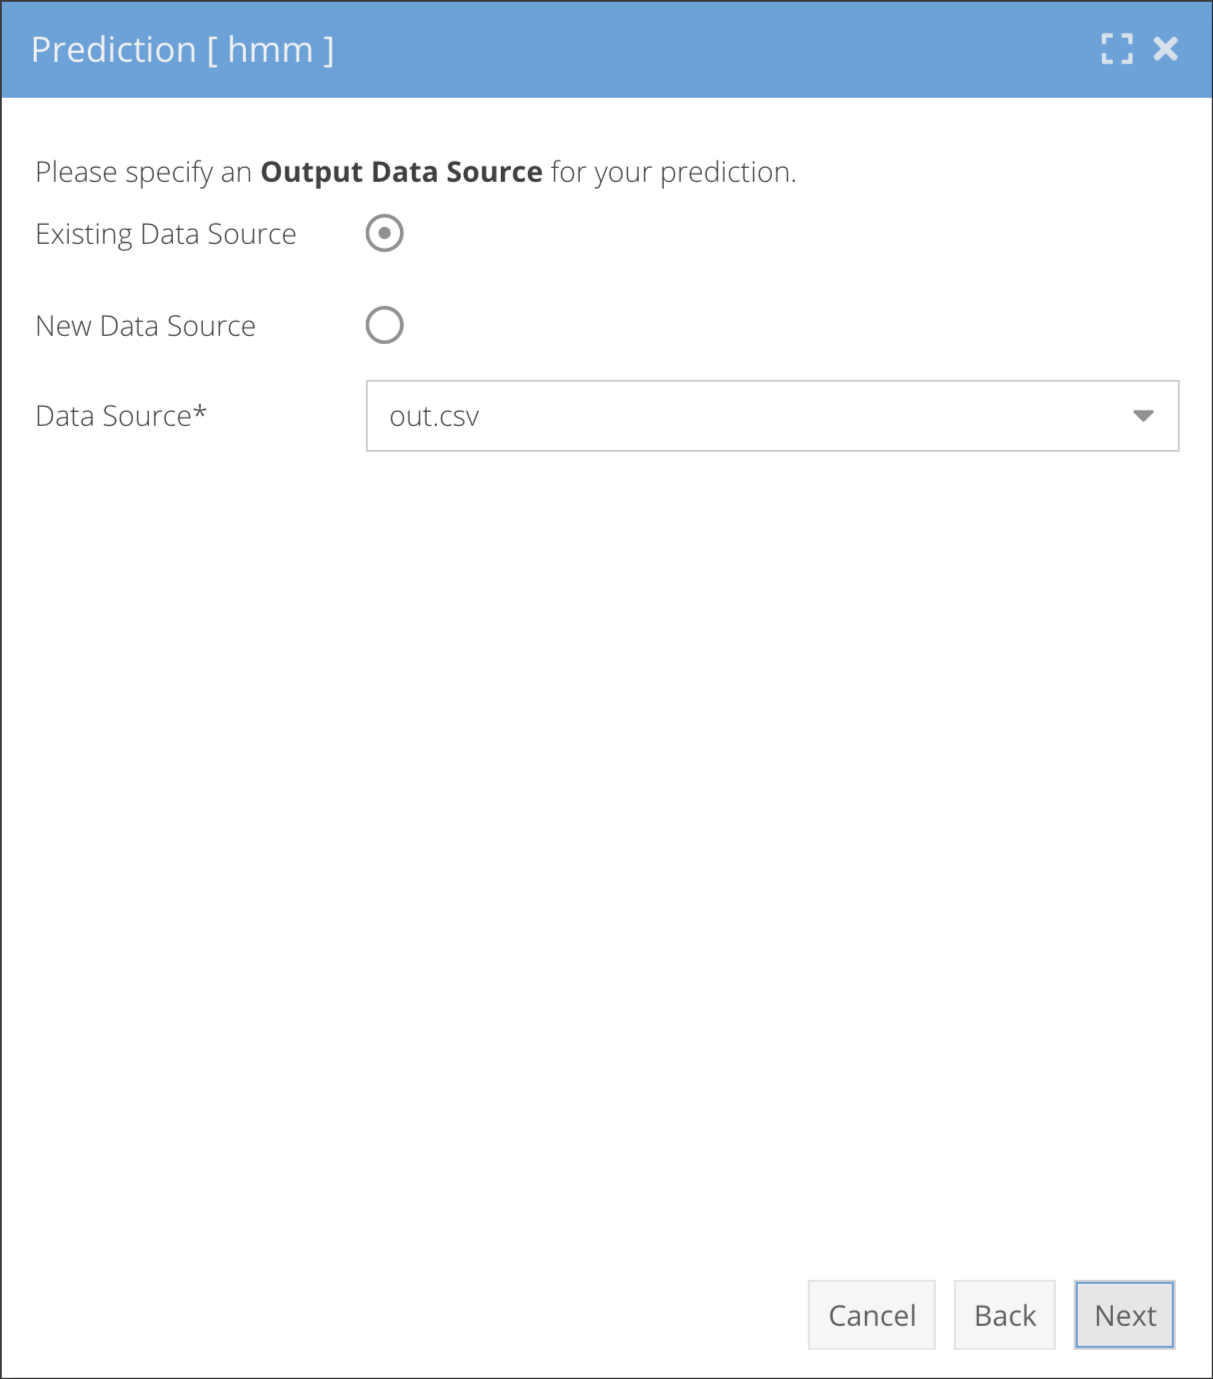 Prediction [ hmm ]
Please specify an Output Data Source for your prediction.
Existing Data Source
New Data Source
Data Source* out.csv
Cancel Back Next